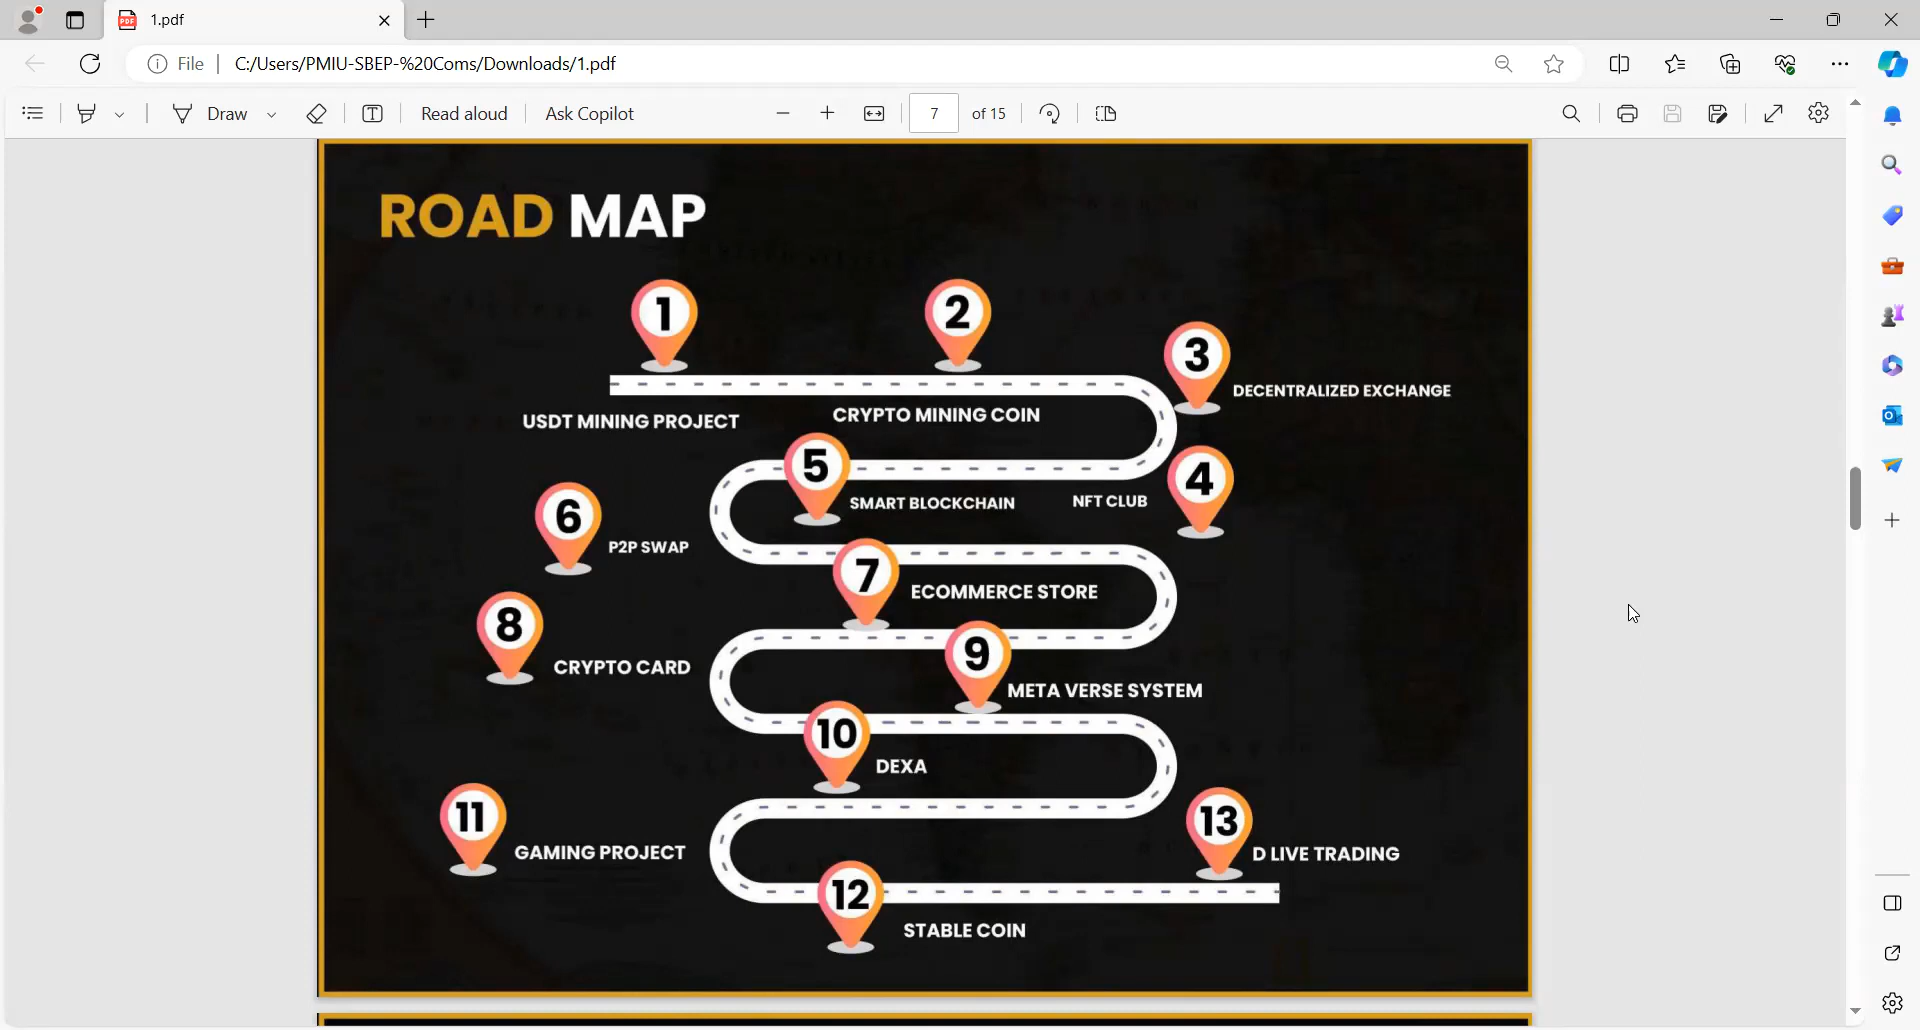 1.pdf
File
C:/Users/PMIU-SBEP-%20Coms/Downloads/1.pdf
Draw
Read aloud
Ask Copilot
7 of 15
ROAD MAP
1
USDT MINING PROJECT
2
CRYPTO MINING COIN
3
DECENTRALIZED EXCHANGE
4
NFT CLUB
5
SMART BLOCKCHAIN
6
P2P SWAP
7
ECOMMERCE STORE
8
CRYPTO CARD
9
META VERSE SYSTEM
10
DEXA
11
GAMING PROJECT
12
STABLE COIN
13
D LIVE TRADING